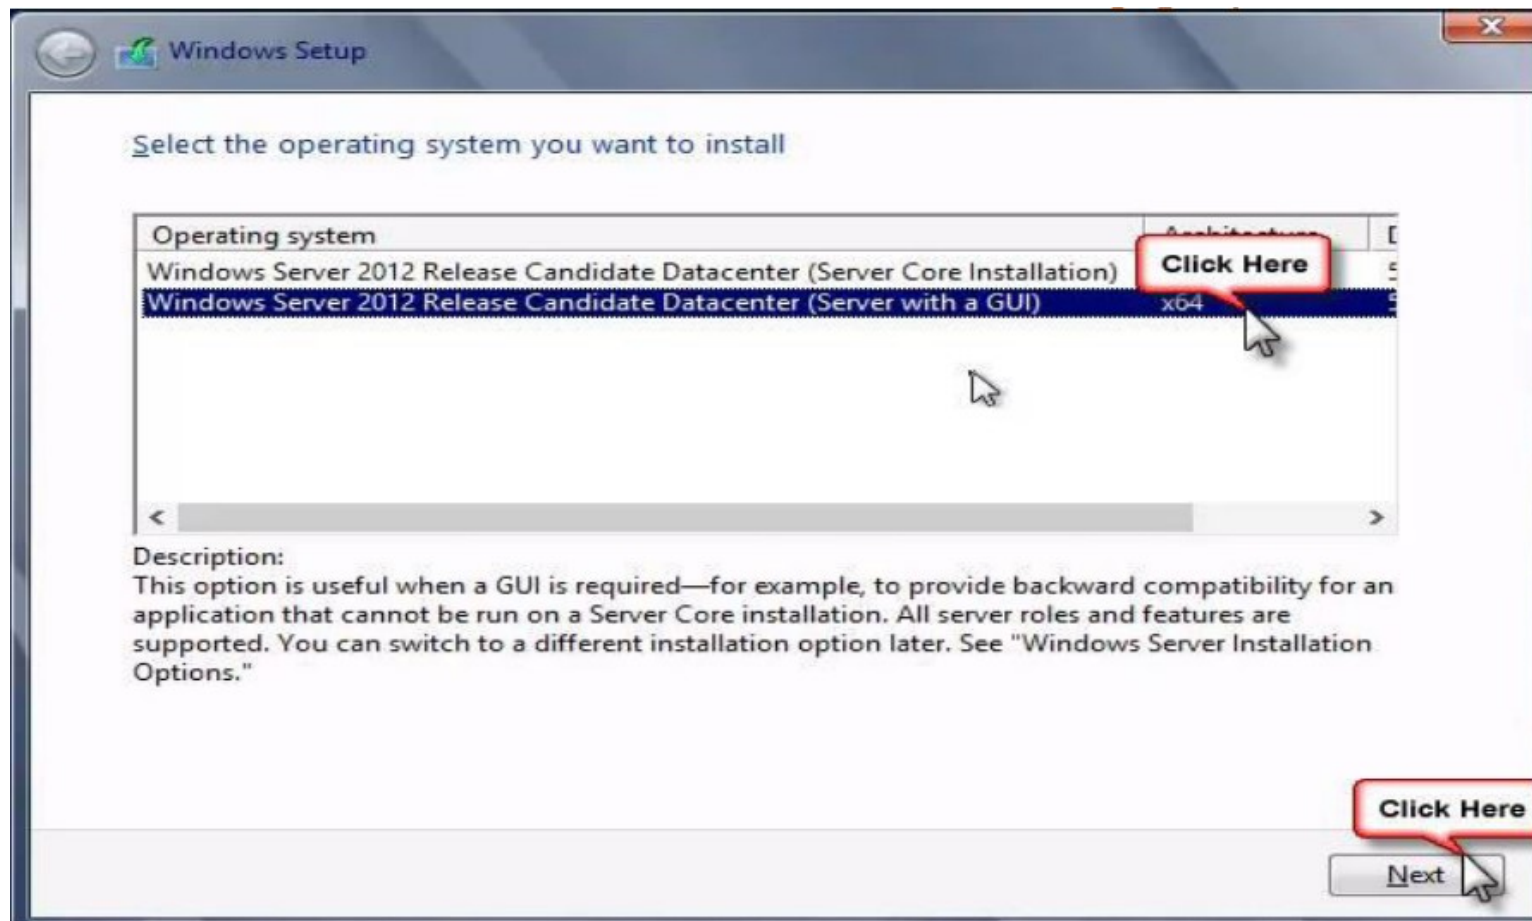 Windows Setup
Select the operating system you want to install
Operating system
Click Here
Windows Server 2012 Release Candidate Datacenter (Server Core Installation)
Windows Server 2012 Release Candidate Datacenter (Server with a GUI) x64
Description:
This option is useful when a GUI is required—for example, to provide backward compatibility for an
application that cannot be run on a Server Core installation. All server roles and features are
supported. You can switch to a different installation option later. See "Windows Server Installation
Options."
Click Here
Next